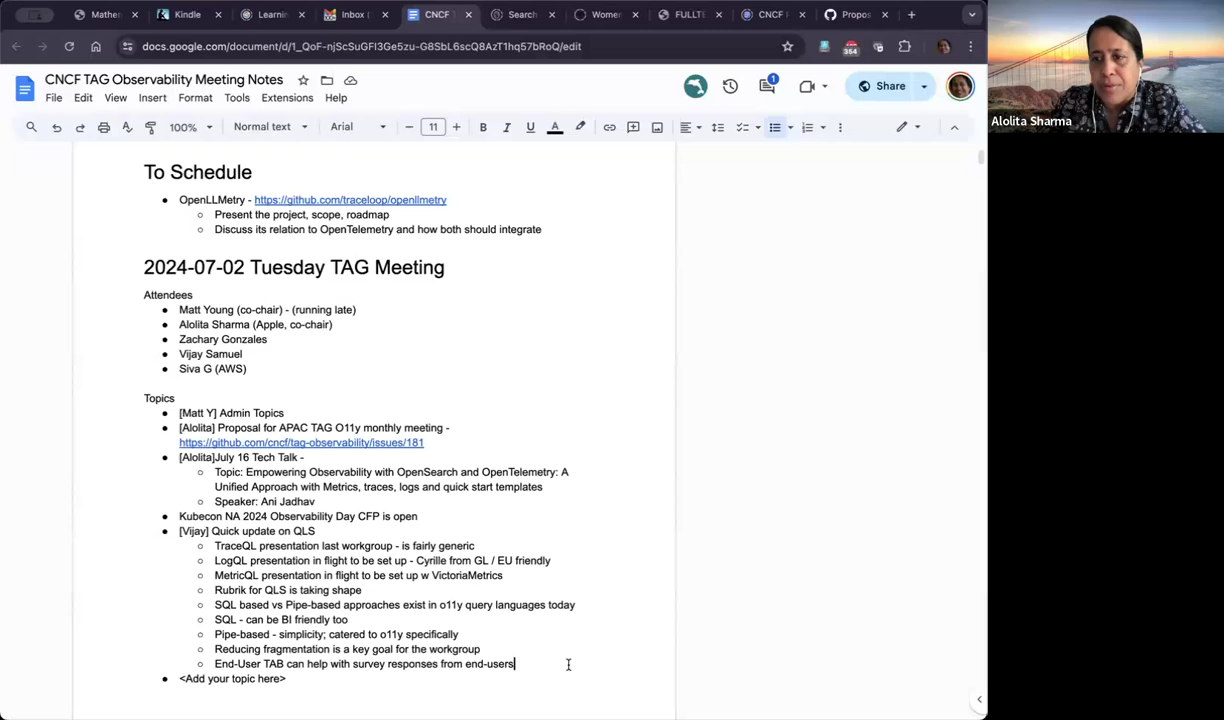 Mather
Kindle
Learnin
Inbox (
CNCF T
Search
Women
FULLTE
CNCF F
Propos
docs.google.com/document/d/1_QoF-njScSuGFI3Ge5zu-G8SbL6scQ8AzT1hq57bRoQ/edit
354
CNCF TAG Observability Meeting Notes
1
Share
File Edit View Insert Format Tools Extensions Help
100% Normal text Arial 11 B I U A
Alolita Sharma
To Schedule
OpenLLMetry - https://github.com/traceloop/openllmetry
Present the project, scope, roadmap
Discuss its relation to OpenTelemetry and how both should integrate
2024-07-02 Tuesday TAG Meeting
Attendees
Matt Young (co-chair) - (running late)
Alolita Sharma (Apple, co-chair)
Zachary Gonzales
Vijay Samuel
Siva G (AWS)
Topics
[Matt Y] Admin Topics
[Alolita] Proposal for APAC TAG O11y monthly meeting -
https://github.com/cncf/tag-observability/issues/181
[Alolita]July 16 Tech Talk -
Topic: Empowering Observability with OpenSearch and OpenTelemetry: A
Unified Approach with Metrics, traces, logs and quick start templates
Speaker: Ani Jadhav
Kubecon NA 2024 Observability Day CFP is open
[Vijay] Quick update on QLS
TraceQL presentation last workgroup - is fairly generic
LogQL presentation in flight to be set up - Cyrille from GL / EU friendly
MetricQL presentation in flight to be set up w VictoriaMetrics
Rubrik for QLS is taking shape
SQL based vs Pipe-based approaches exist in o11y query languages today
SQL - can be BI friendly too
Pipe-based - simplicity; catered to o11y specifically
Reducing fragmentation is a key goal for the workgroup
End-User TAB can help with survey responses from end-users
<Add your topic here>